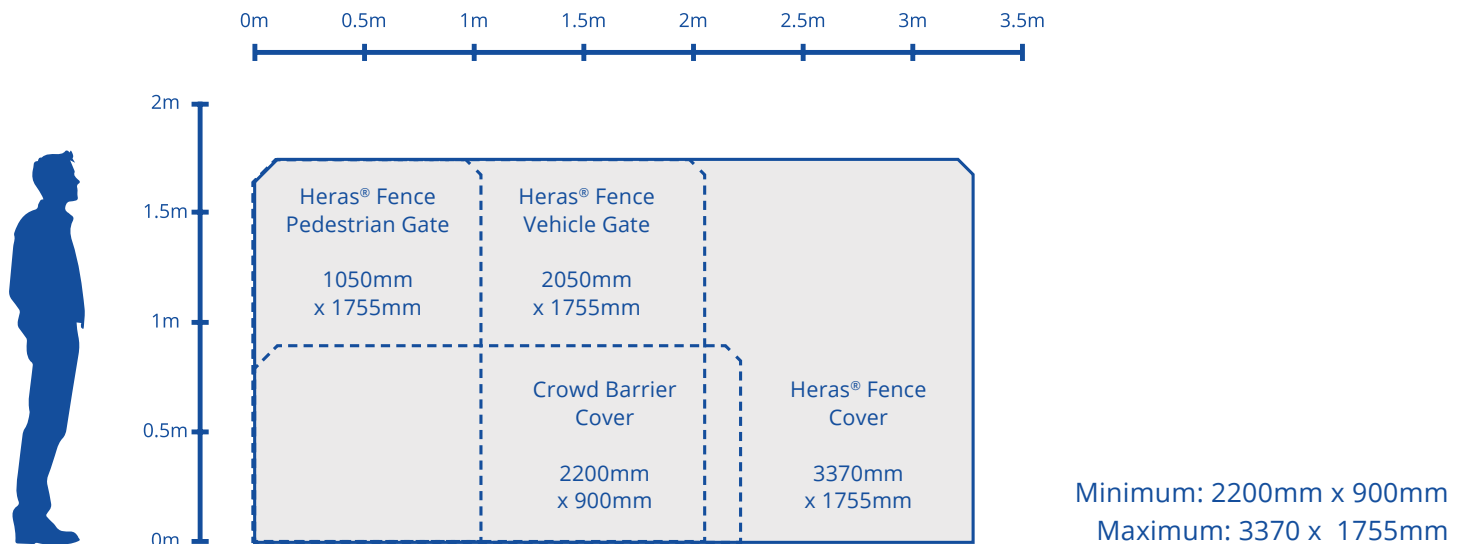 0m 0.5m 1m 1.5m 2m 2.5m 3m 3.5m
2m
1.5m
1m
0.5m
0m
Heras® Fence
Pedestrian Gate
1050mm
x 1755mm
Heras® Fence
Vehicle Gate
2050mm
x 1755mm
Crowd Barrier
Cover
2200mm
x 900mm
Heras® Fence
Cover
3370mm
x 1755mm
Minimum: 2200mm x 900mm
Maximum: 3370 x  1755mm